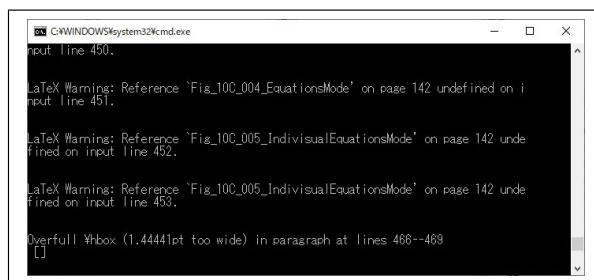 C:¥WINDOWS¥system32¥cmd.exe
nput line 450.
LaTeX Warning: Reference `Fig_10C_004_EquationsMode' on page 142 undefined on i
nput line 451.
LaTeX Warning: Reference `Fig_10C_005_IndivisualEquationsMode' on page 142 unde
fined on input line 452.
LaTeX Warning: Reference `Fig_10C_005_IndivisualEquationsMode' on page 142 unde
fined on input line 453.
Overfull ¥hbox (1.44441pt too wide) in paragraph at lines 466--469
[]